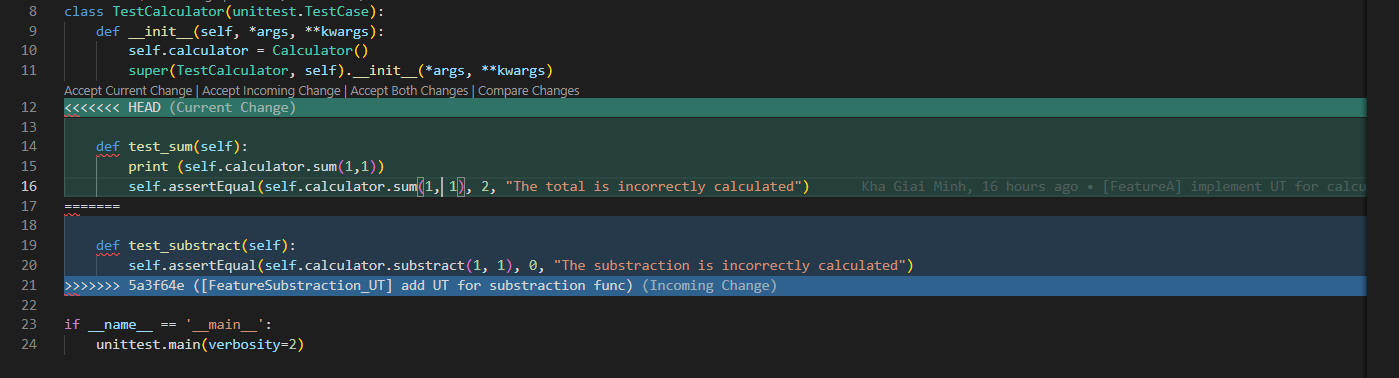 8 class TestCalculator(unittest.TestCase):
9 def __init__(self, *args, **kwargs):
10 self.calculator = Calculator()
11 super(TestCalculator, self).__init__(*args, **kwargs)
Accept Current Change | Accept Incoming Change | Accept Both Changes | Compare Changes
12 <<<<<<< HEAD (Current Change)
13
14 def test_sum(self):
15 print (self.calculator.sum(1,1))
16 self.assertEqual(self.calculator.sum(1, 1), 2, "The total is incorrectly calculated") Kha Giai Minh, 16 hours ago • [FeatureA] implement UT for calcu
17 =======
18
19 def test_substract(self):
20 self.assertEqual(self.calculator.substract(1, 1), 0, "The substraction is incorrectly calculated")
21 >>>>>>> 5a3f64e ([FeatureSubstraction_UT] add UT for substraction func) (Incoming Change)
22
23 if __name__ == '__main__':
24 unittest.main(verbosity=2)